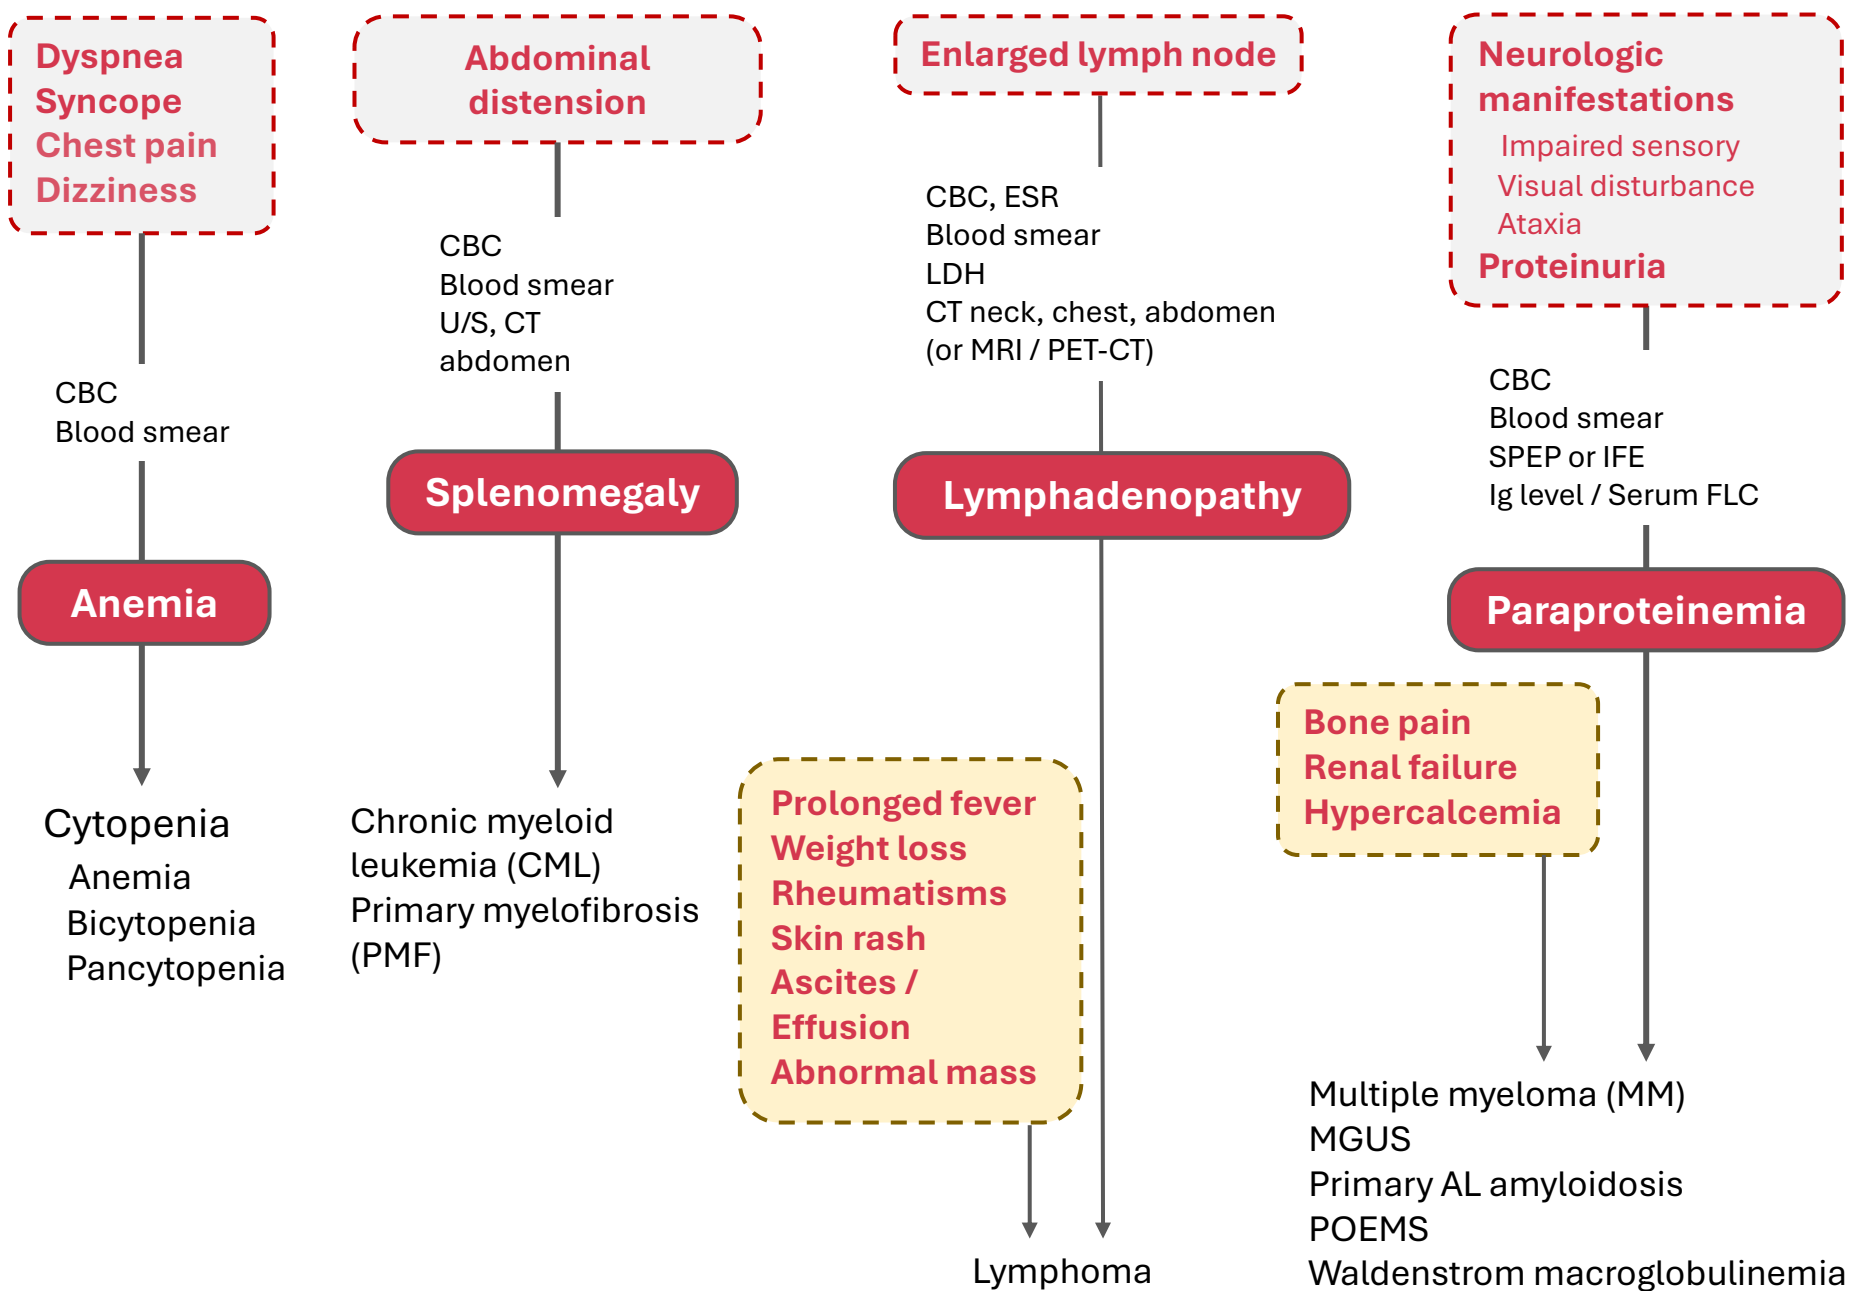 Dyspnea
Syncope
Chest pain
Dizziness
CBC
Blood smear
Anemia
Cytopenia
Anemia
Bicytopenia
Pancytopenia
Abdominal
distension
CBC
Blood smear
U/S, CT
abdomen
Splenomegaly
Chronic myeloid
leukemia (CML)
Primary myelofibrosis
(PMF)
Enlarged lymph node
CBC, ESR
Blood smear
LDH
CT neck, chest, abdomen
(or MRI / PET-CT)
Lymphadenopathy
Prolonged fever
Weight loss
Rheumatisms
Skin rash
Ascites /
Effusion
Abnormal mass
Lymphoma
Neurologic
manifestations
Impaired sensory
Visual disturbance
Ataxia
Proteinuria
CBC
Blood smear
SPEP or IFE
Ig level / Serum FLC
Paraproteinemia
Bone pain
Renal failure
Hypercalcemia
Multiple myeloma (MM)
MGUS
Primary AL amyloidosis
POEMS
Waldenstrom macroglobulinemia